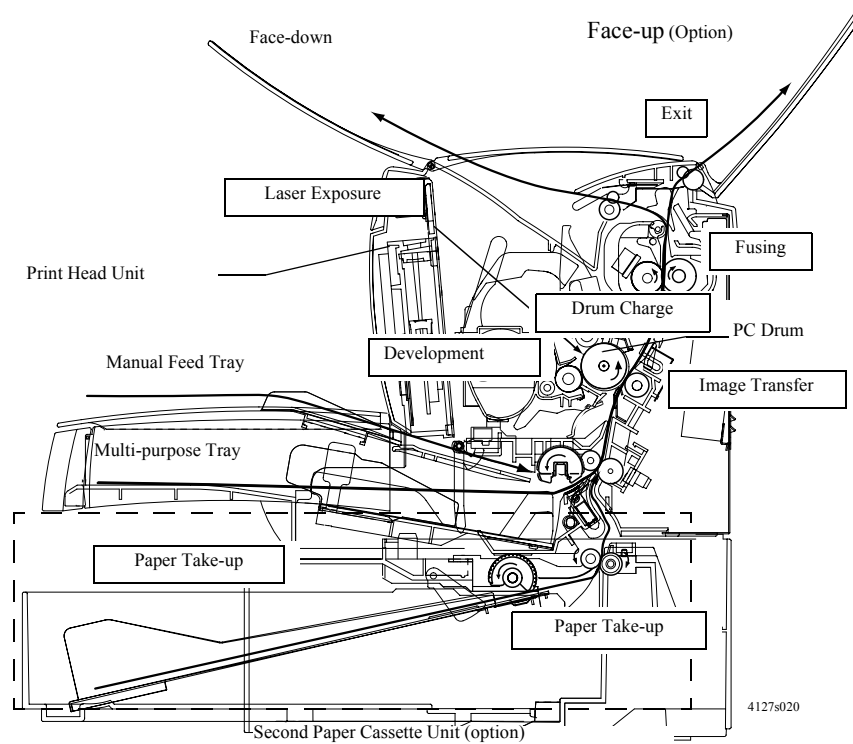 Face-down
Face-up (Option)
Exit
Laser Exposure
Fusing
Print Head Unit
Drum Charge
PC Drum
Development
Manual Feed Tray
Image Transfer
Multi-purpose Tray
Paper Take-up
Paper Take-up
4127s020
Second Paper Cassette Unit (option)